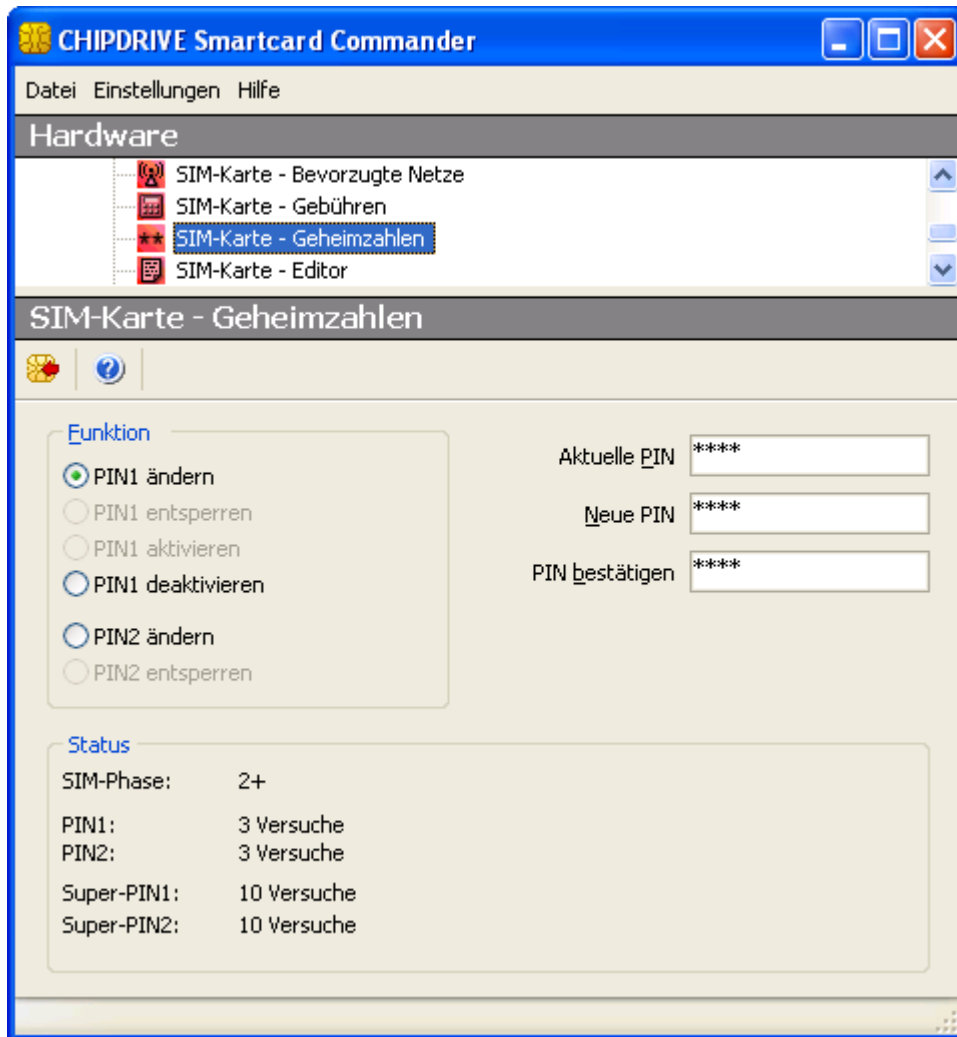 CHIPDRIVE Smartcard Commander
Datei Einstellungen Hilfe
Hardware
SIM-Karte - Bevorzugte Netze
SIM-Karte - Gebühren
SIM-Karte - Geheimzahlen
SIM-Karte - Editor
SIM-Karte - Geheimzahlen
Funktion
PIN1 ändern
PIN1 entsperren
PIN1 aktivieren
PIN1 deaktivieren
PIN2 ändern
PIN2 entsperren
Aktuelle PIN ****
Neue PIN ****
PIN bestätigen ****
Status
SIM-Phase: 2+
PIN1: 3 Versuche
PIN2: 3 Versuche
Super-PIN1: 10 Versuche
Super-PIN2: 10 Versuche